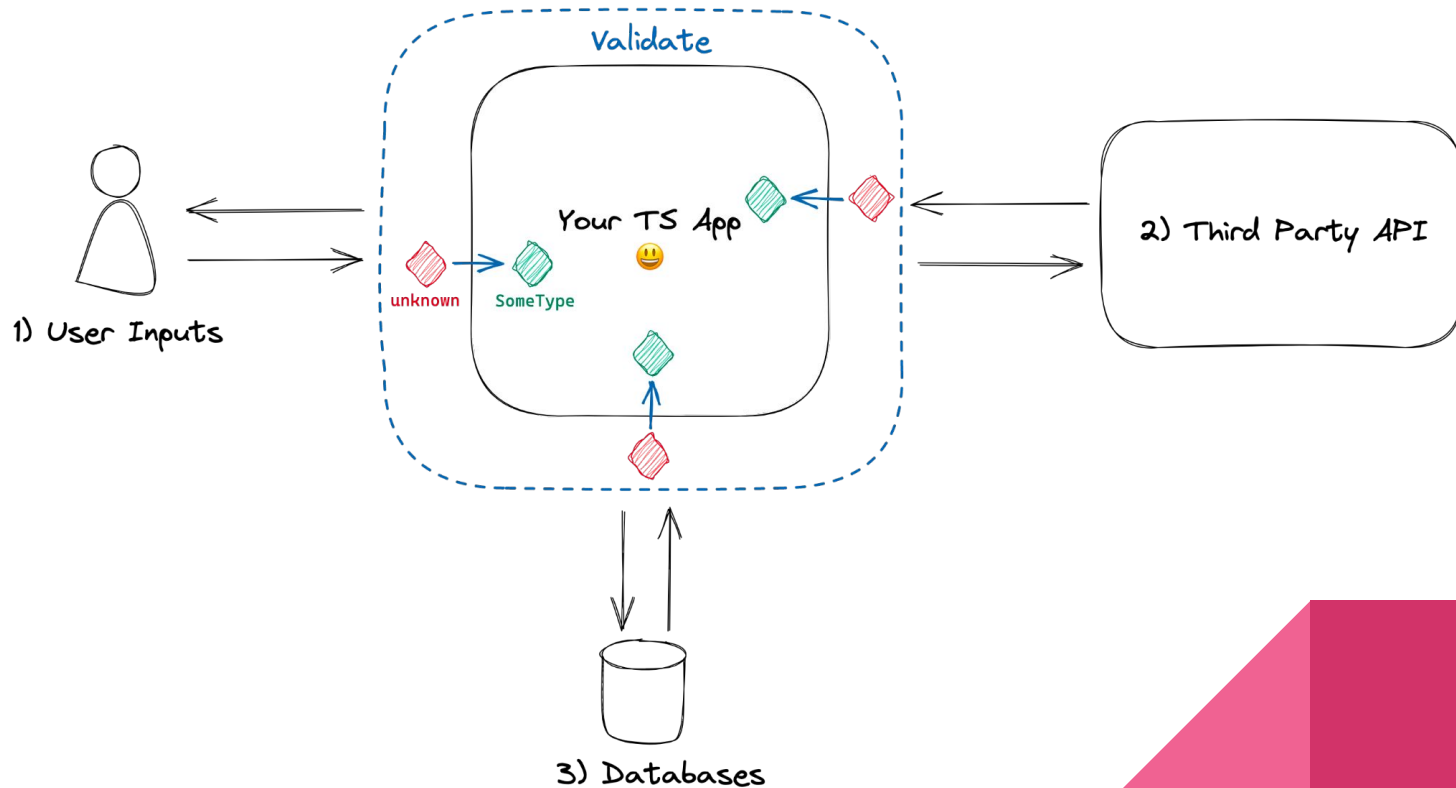 Validate
Your TS App
unknown
SomeType
1) User Inputs
2) Third Party API
3) Databases